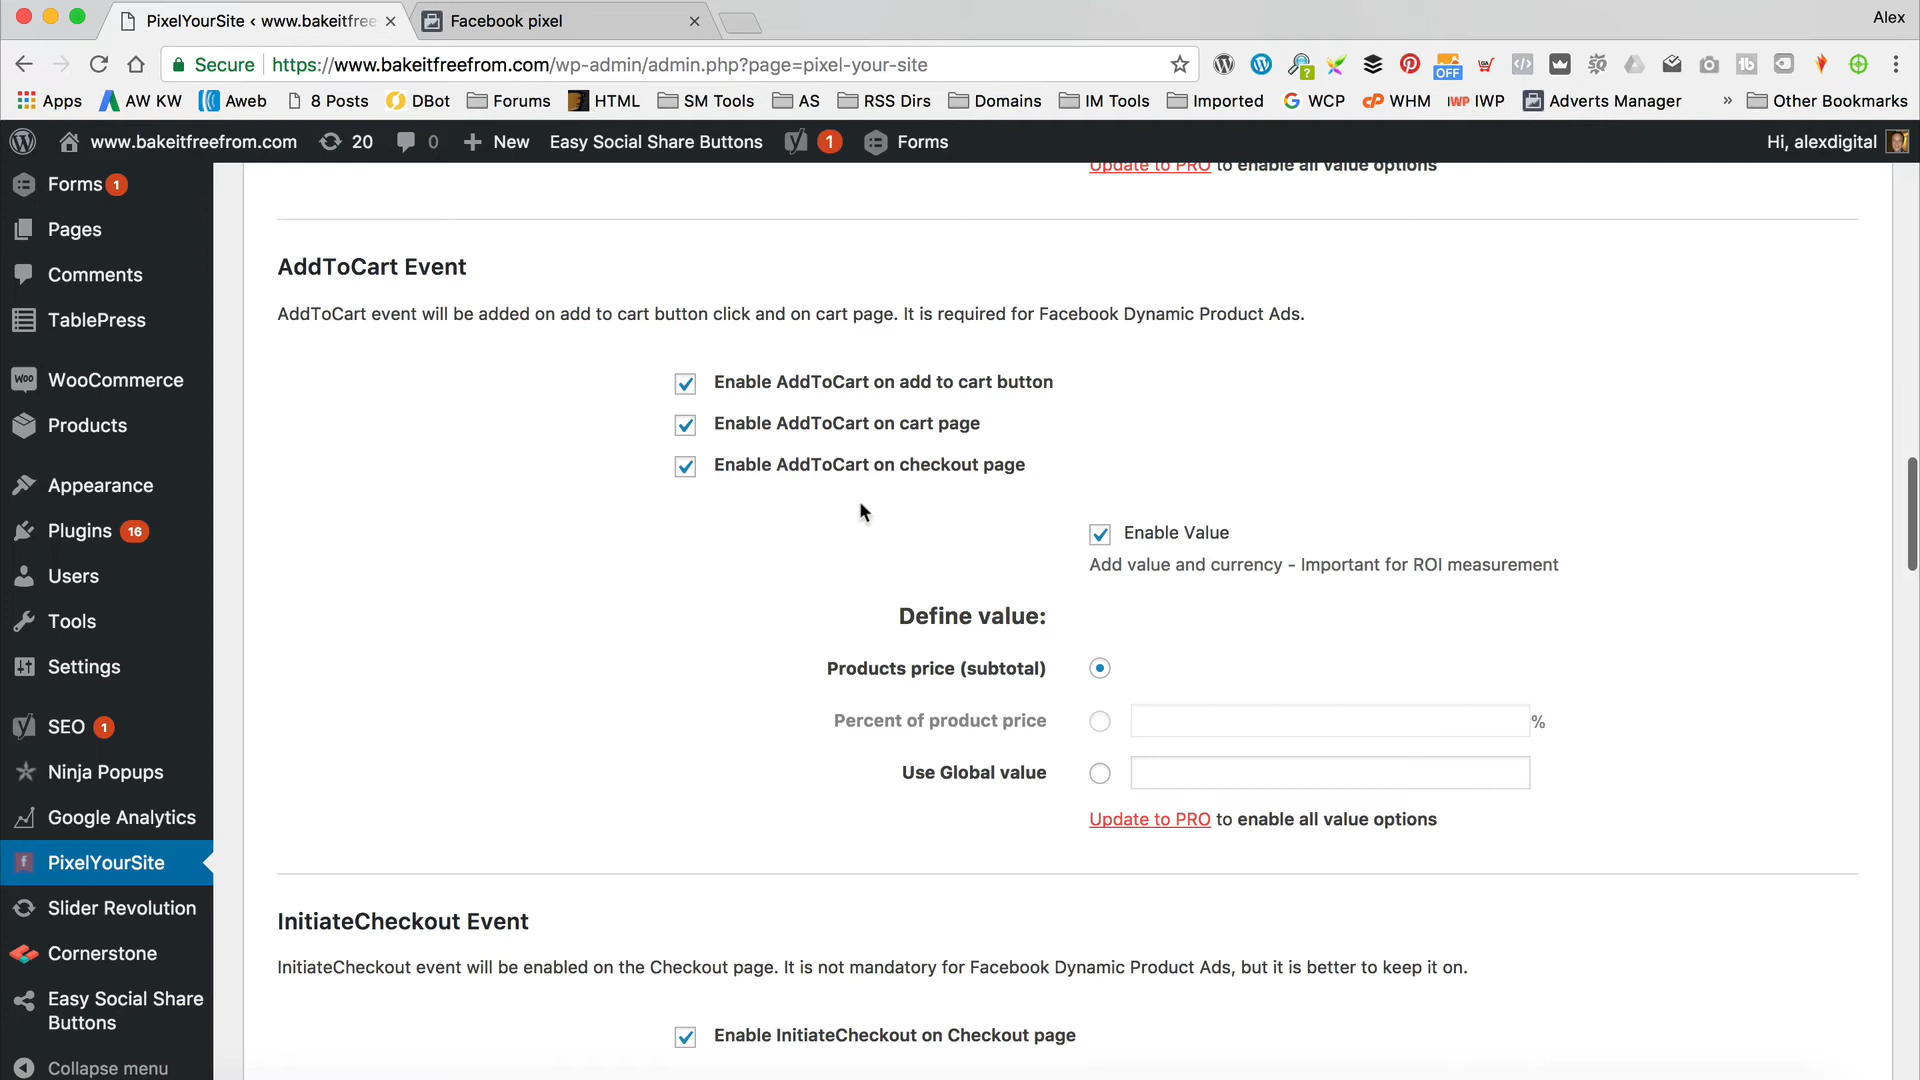 PixelYourSite ‹ www.bakeitfree
Facebook pixel
Alex
Secure
https://www.bakeitfreefrom.com/wp-admin/admin.php?page=pixel-your-site
OFF
Apps
AW KW
Aweb
8 Posts
DBot
Forums
HTML
SM Tools
AS
RSS Dirs
Domains
IM Tools
Imported
G WCP
cP WHM
IWP IWP
Adverts Manager
»
Other Bookmarks
www.bakeitfreefrom.com
20
0
+ New
Easy Social Share Buttons
1
Forms
Hi, alexdigital
Forms 1
Pages
Comments
TablePress
Woo WooCommerce
Products
Appearance
Plugins 16
Users
Tools
Settings
SEO 1
Ninja Popups
Google Analytics
PixelYourSite
Slider Revolution
Cornerstone
Easy Social Share
Buttons
Collapse menu
Update to PRO to enable all value options
AddToCart Event
AddToCart event will be added on add to cart button click and on cart page. It is required for Facebook Dynamic Product Ads.
Enable AddToCart on add to cart button
Enable AddToCart on cart page
Enable AddToCart on checkout page
Enable Value
Add value and currency - Important for ROI measurement
Define value:
Products price (subtotal)
Percent of product price
%
Use Global value
Update to PRO to enable all value options
InitiateCheckout Event
InitiateCheckout event will be enabled on the Checkout page. It is not mandatory for Facebook Dynamic Product Ads, but it is better to keep it on.
Enable InitiateCheckout on Checkout page